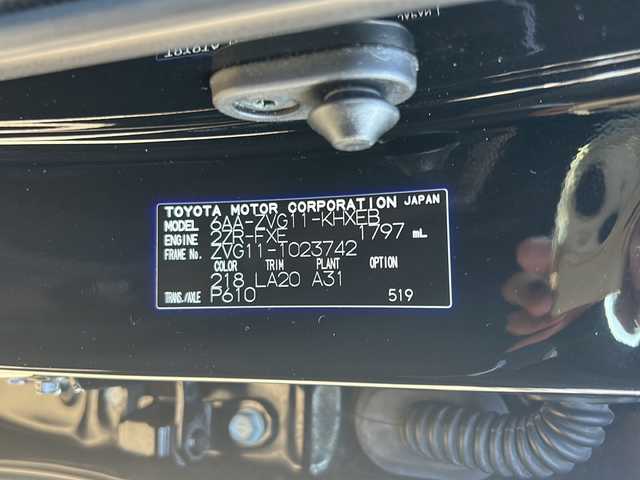 TOYOTA MOTOR CORPORATION JAPAN
MODEL 6AA-ZVG11-KHXEB
ENGINE 2ZR-FXE 1797 mL
FRAME No. ZVG11-1023742
COLOR TRIM PLANT OPTION
218 LA20 A31
TRANS./AXLE P610 519